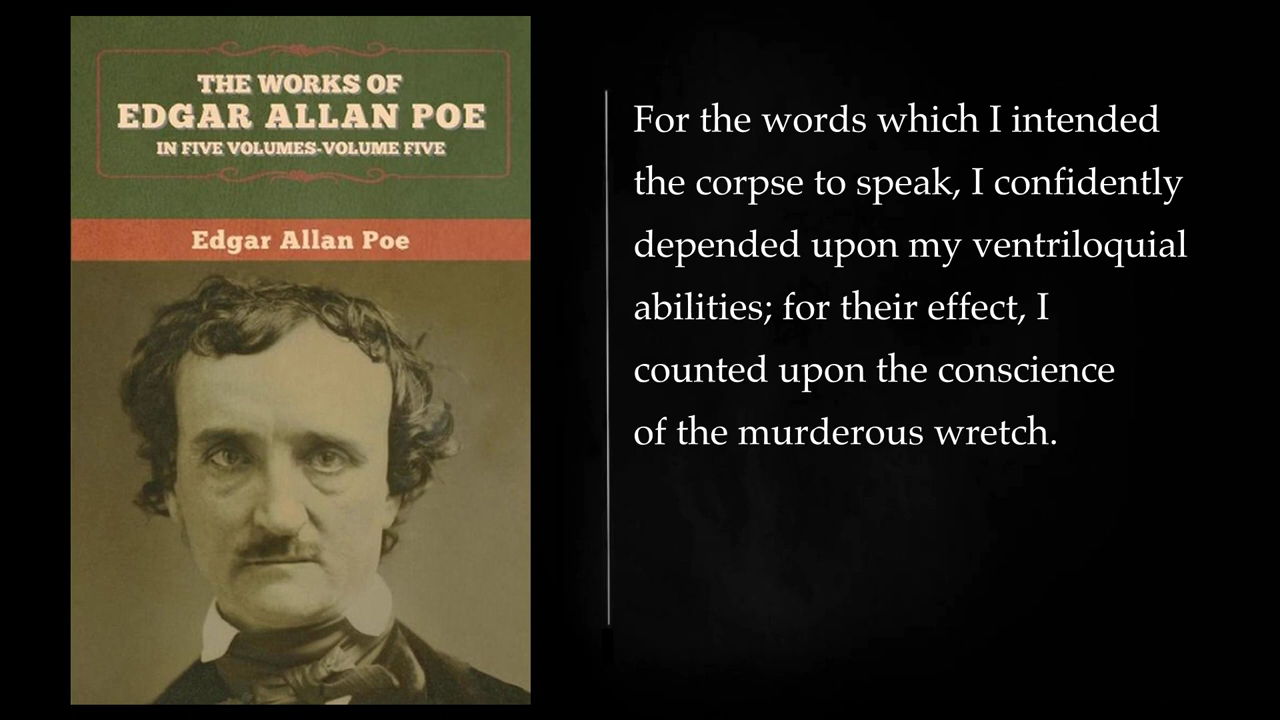 THE WORKS OF
EDGAR ALLAN POE
IN FIVE VOLUMES-VOLUME FIVE
Edgar Allan Poe
For the words which I intended
the corpse to speak, I confidently
depended upon my ventriloquial
abilities; for their effect, I
counted upon the conscience
of the murderous wretch.